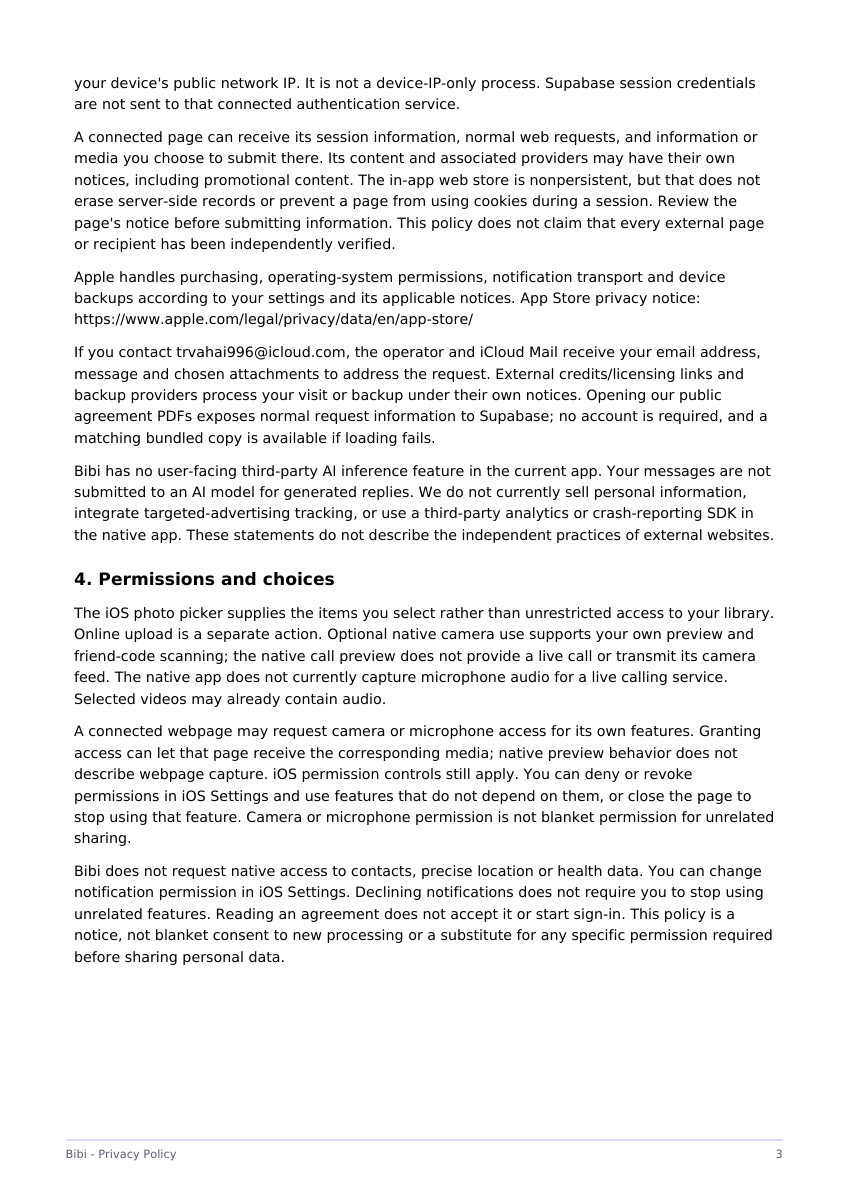 your device's public network IP. It is not a device-IP-only process. Supabase session credentials
are not sent to that connected authentication service.
A connected page can receive its session information, normal web requests, and information or
media you choose to submit there. Its content and associated providers may have their own
notices, including promotional content. The in-app web store is nonpersistent, but that does not
erase server-side records or prevent a page from using cookies during a session. Review the
page's notice before submitting information. This policy does not claim that every external page
or recipient has been independently verified.
Apple handles purchasing, operating-system permissions, notification transport and device
backups according to your settings and its applicable notices. App Store privacy notice:
https://www.apple.com/legal/privacy/data/en/app-store/
If you contact trvahai996@icloud.com, the operator and iCloud Mail receive your email address,
message and chosen attachments to address the request. External credits/licensing links and
backup providers process your visit or backup under their own notices. Opening our public
agreement PDFs exposes normal request information to Supabase; no account is required, and a
matching bundled copy is available if loading fails.
Bibi has no user-facing third-party AI inference feature in the current app. Your messages are not
submitted to an AI model for generated replies. We do not currently sell personal information,
integrate targeted-advertising tracking, or use a third-party analytics or crash-reporting SDK in
the native app. These statements do not describe the independent practices of external websites.
4. Permissions and choices
The iOS photo picker supplies the items you select rather than unrestricted access to your library.
Online upload is a separate action. Optional native camera use supports your own preview and
friend-code scanning; the native call preview does not provide a live call or transmit its camera
feed. The native app does not currently capture microphone audio for a live calling service.
Selected videos may already contain audio.
A connected webpage may request camera or microphone access for its own features. Granting
access can let that page receive the corresponding media; native preview behavior does not
describe webpage capture. iOS permission controls still apply. You can deny or revoke
permissions in iOS Settings and use features that do not depend on them, or close the page to
stop using that feature. Camera or microphone permission is not blanket permission for unrelated
sharing.
Bibi does not request native access to contacts, precise location or health data. You can change
notification permission in iOS Settings. Declining notifications does not require you to stop using
unrelated features. Reading an agreement does not accept it or start sign-in. This policy is a
notice, not blanket consent to new processing or a substitute for any specific permission required
before sharing personal data.
Bibi - Privacy Policy
3